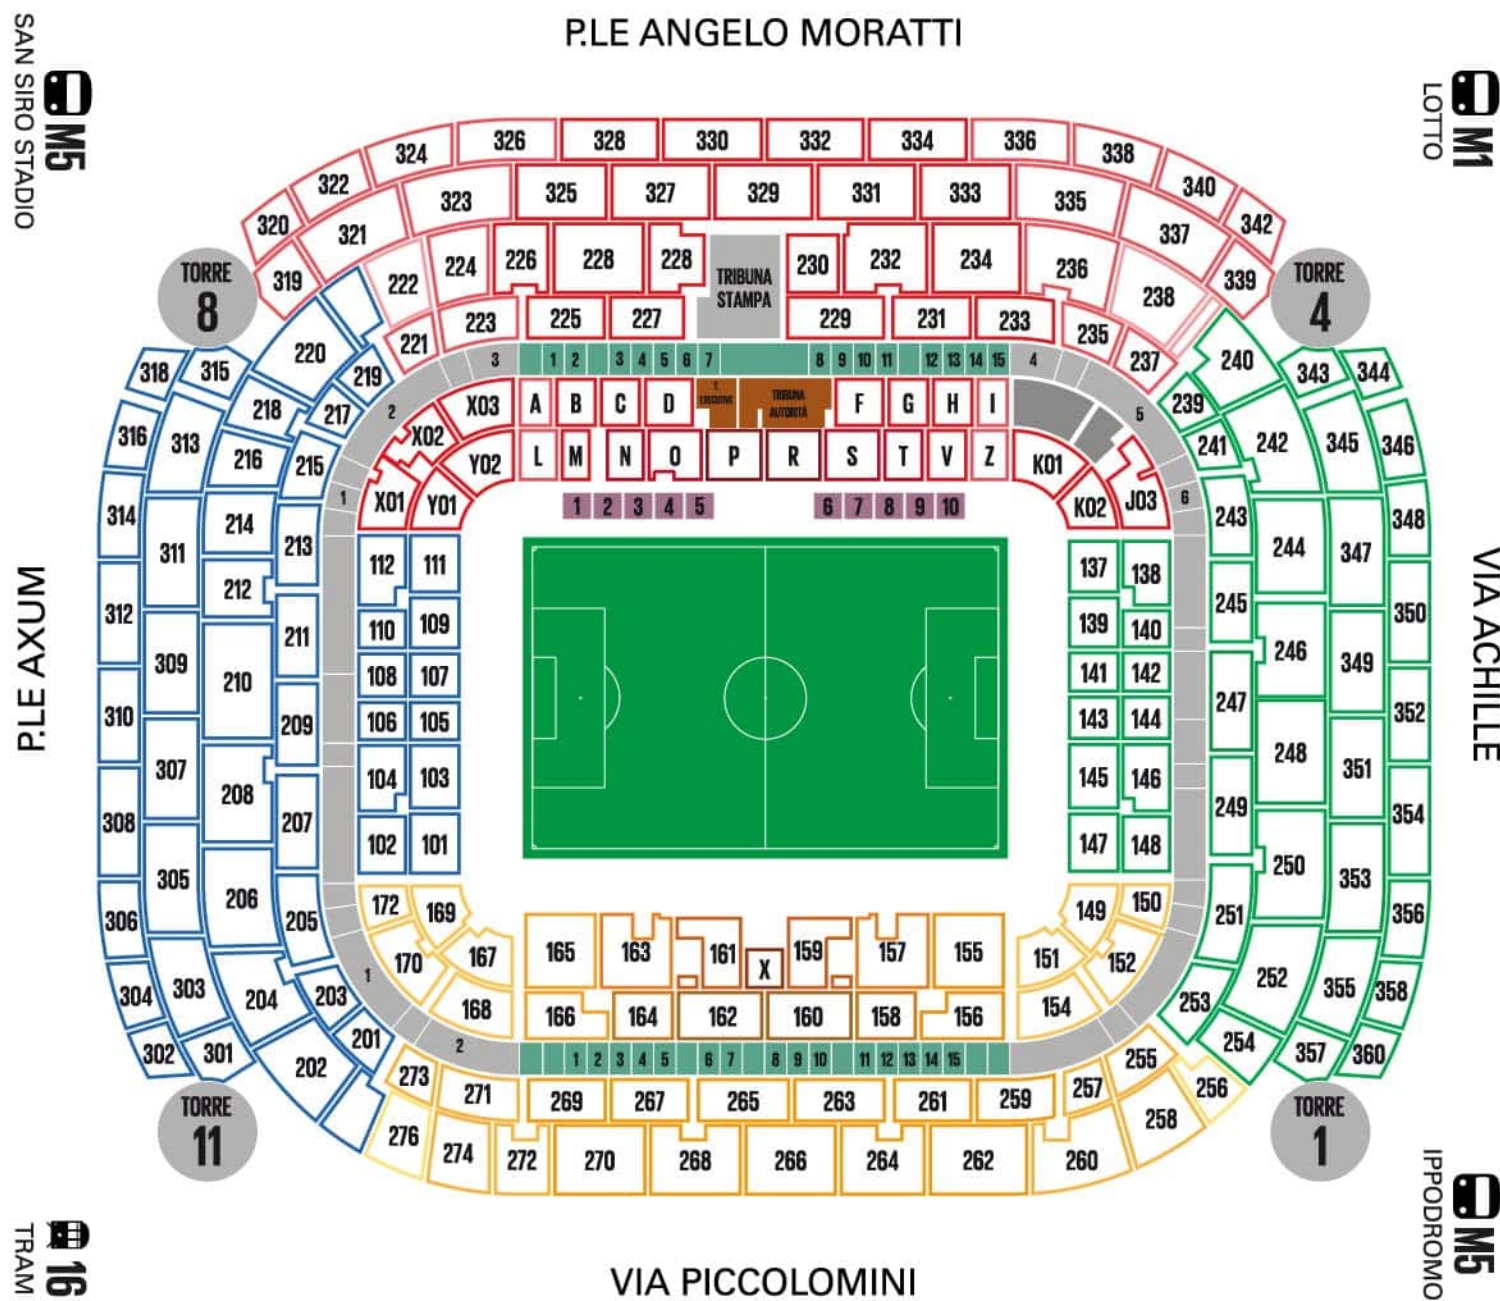 P.LE ANGELO MORATTI
SAN SIRO STADIO
M5
LOTTO
M1
326 328 330 332 334 336
324 338
322 340
320 342
323 325 327 329 331 333 335
321 337
319 339
TORRE
8
TORRE
4
222 224 226 228 228
TRIBUNA
STAMPA
230 232 234 236 238
221 223 225 227 229 231 233 235 237
3 1 2 3 4 5 6 7 8 9 10 11 12 13 14 15 4
2 5
X03 A B C D
T.
EXECUTIVE
TRIBUNA
AUTORITÀ
F G H I
X02 Y02 L M N O P R S T V Z K01
X01 Y01 K02 J03
1 6
1 2 3 4 5 6 7 8 9 10
318 315 220 219
316 313 218 217
216 215
314 311 214 213
212
312 309 211
210
310 307 209
208
308 305 207
206
306 303 205
204 203
304 301 201
302 202
112 111
110 109
108 107
106 105
104 103
102 101
137 138
139 140
141 142
143 144
145 146
147 148
240 343 344
239 241 242 345 346
243 244 347 348
245 246 349 350
247 248 351 352
249 250 353 354
251 252 355 356
253 254 357 358
360
P.LE AXUM
VIA ACHILLE
172 169 165 163 161 X 159 157 155 149 150
170 167 151 152
168 166 164 162 160 158 156 154
1
2 1 2 3 4 5 6 7 8 9 10 11 12 13 14 15
273 271 269 267 265 263 261 259 257 255
276 274 272 270 268 266 264 262 260 258 256
TORRE
11
TORRE
1
TRAM
16
IPPODROMO
M5
VIA PICCOLOMINI